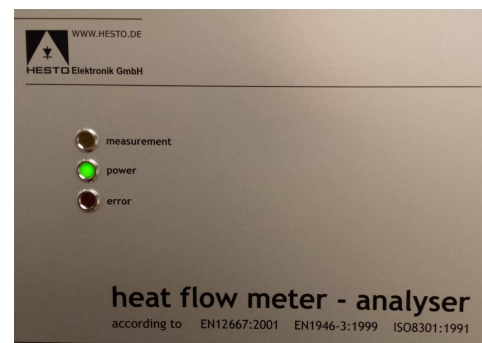 WWW.HESTO.DE
HESTO Elektronik GmbH
measurement
power
error
heat flow meter - analyser
according to EN12667:2001 EN1946-3:1999 ISO8301:1991